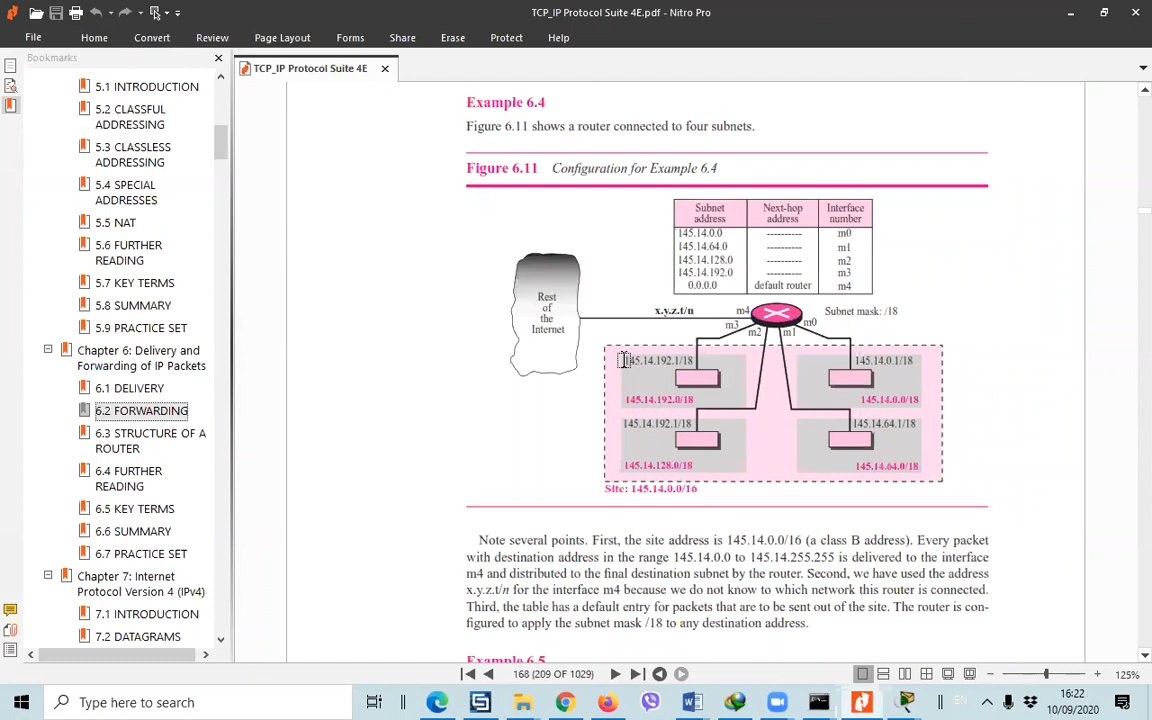 TCP_IP Protocol Suite 4E.pdf - Nitro Pro
File Home Convert Review Page Layout Forms Share Erase Protect Help
Bookmarks
TCP_IP Protocol Suite 4E
5.1 INTRODUCTION
5.2 CLASSFUL
ADDRESSING
5.3 CLASSLESS
ADDRESSING
5.4 SPECIAL
ADDRESSES
5.5 NAT
5.6 FURTHER
READING
5.7 KEY TERMS
5.8 SUMMARY
5.9 PRACTICE SET
Chapter 6: Delivery and
Forwarding of IP Packets
6.1 DELIVERY
6.2 FORWARDING
6.3 STRUCTURE OF A
ROUTER
6.4 FURTHER
READING
6.5 KEY TERMS
6.6 SUMMARY
6.7 PRACTICE SET
Chapter 7: Internet
Protocol Version 4 (IPv4)
7.1 INTRODUCTION
7.2 DATAGRAMS
Example 6.4
Figure 6.11 shows a router connected to four subnets.
Figure 6.11 Configuration for Example 6.4
Subnet address Next-hop address Interface number
145.14.0.0 ---------- m0
145.14.64.0 ---------- m1
145.14.128.0 ---------- m2
145.14.192.0 ---------- m3
0.0.0.0 default router m4
Rest
of
the
Internet
x.y.z.t/n m4 Subnet mask: /18
m3 m2 m1 m0
145.14.192.1/18 145.14.0.1/18
145.14.192.0/18 145.14.0.0/18
145.14.192.1/18 145.14.64.1/18
145.14.128.0/18 145.14.64.0/18
Site: 145.14.0.0/16
Note several points. First, the site address is 145.14.0.0/16 (a class B address). Every packet
with destination address in the range 145.14.0.0 to 145.14.255.255 is delivered to the interface
m4 and distributed to the final destination subnet by the router. Second, we have used the address
x.y.z.t/n for the interface m4 because we do not know to which network this router is connected.
Third, the table has a default entry for packets that are to be sent out of the site. The router is con-
figured to apply the subnet mask /18 to any destination address.
Example 6.5
168 (209 OF 1029)
125%
Type here to search
16:22
10/09/2020